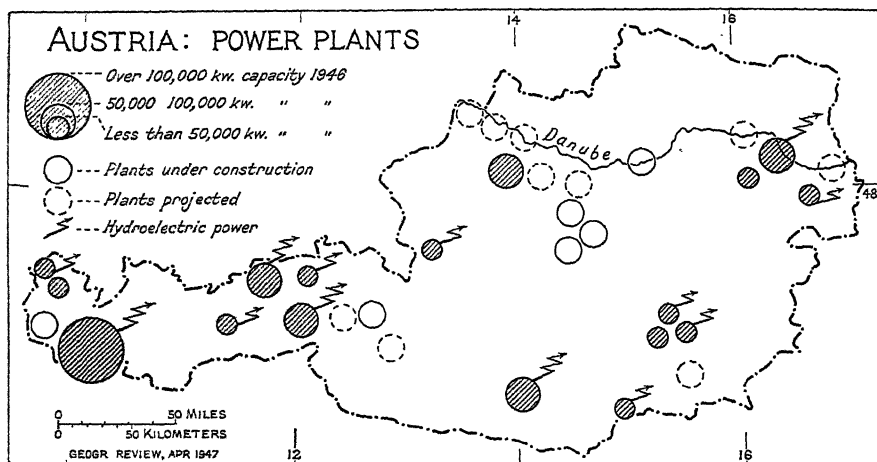 14
16
AUSTRIA: POWER PLANTS
Over 100,000 kw. capacity 1946
50,000 100,000 kw. " "
Less than 50,000 kw. " "
Plants under construction
Plants projected
Hydroelectric power
Danube
48
0 50 MILES
0 50 KILOMETERS
GEOGR REVIEW, APR 1947
12
14
16